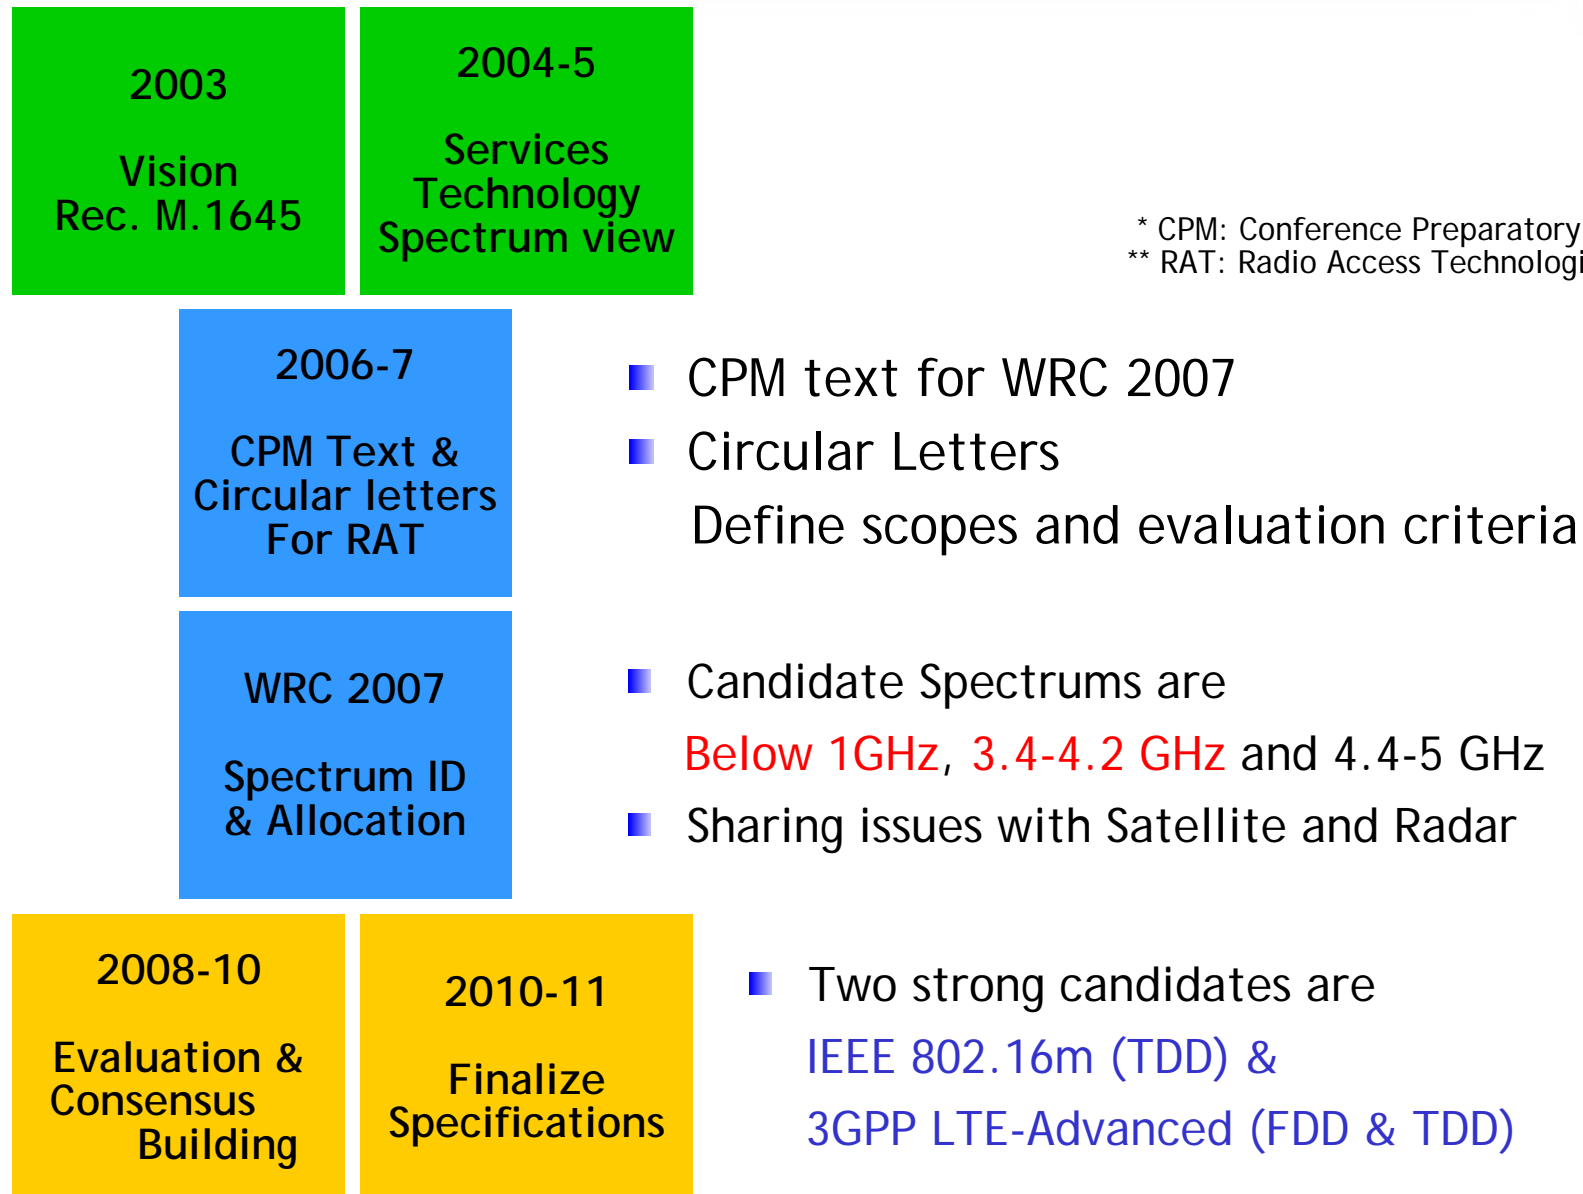 2003
Vision
Rec. M.1645
2004-5
Services
Technology
Spectrum view
* CPM: Conference Preparatory
** RAT: Radio Access Technologi
2006-7
CPM Text &
Circular letters
For RAT
CPM text for WRC 2007
Circular Letters
Define scopes and evaluation criteria
WRC 2007
Spectrum ID
& Allocation
Candidate Spectrums are
Below 1GHz, 3.4-4.2 GHz and 4.4-5 GHz
Sharing issues with Satellite and Radar
2008-10
Evaluation &
Consensus
Building
2010-11
Finalize
Specifications
Two strong candidates are
IEEE 802.16m (TDD) &
3GPP LTE-Advanced (FDD & TDD)